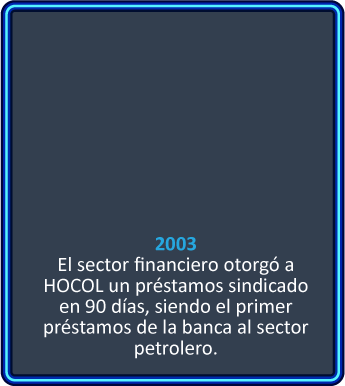 2003
El sector financiero otorgó a
HOCOL un préstamos sindicado
en 90 días, siendo el primer
préstamos de la banca al sector
petrolero.